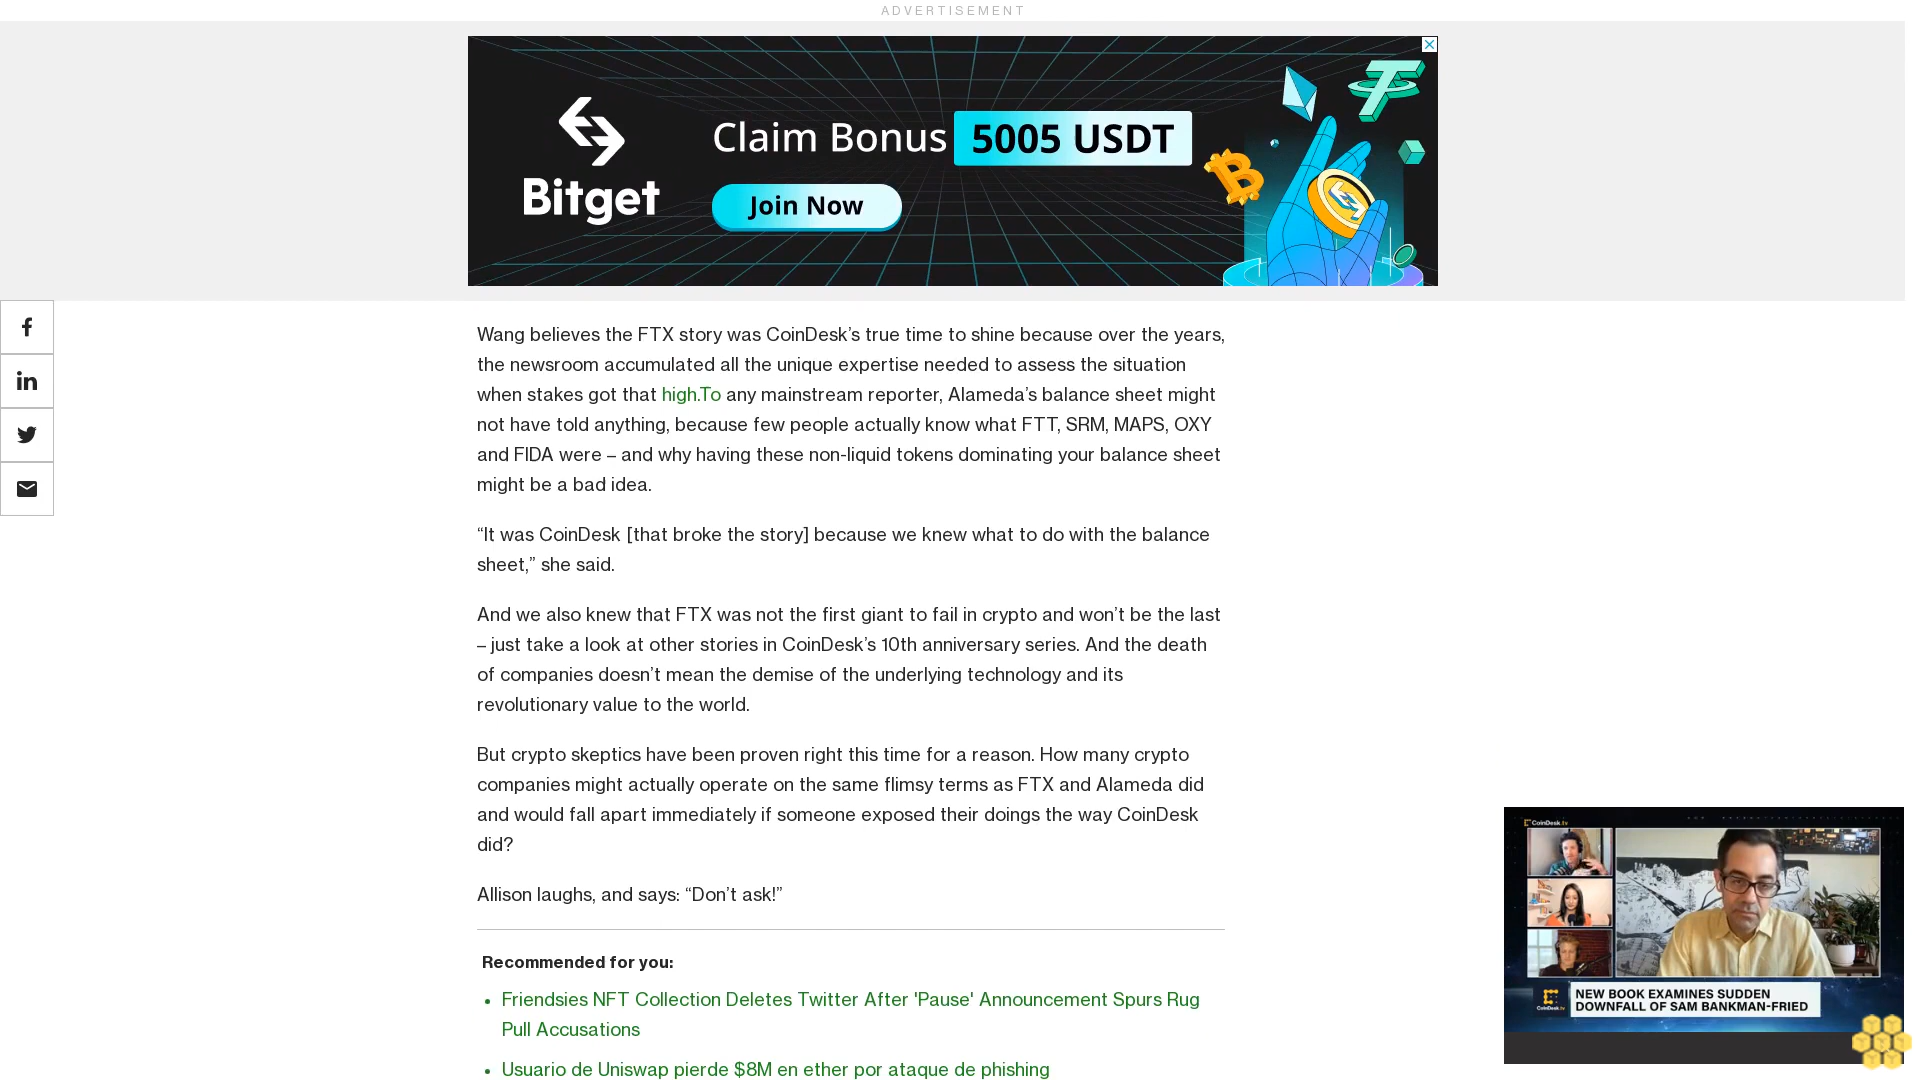 ADVERTISEMENT
Bitget
Claim Bonus 5005 USDT
Join Now
Wang believes the FTX story was CoinDesk’s true time to shine because over the years,
the newsroom accumulated all the unique expertise needed to assess the situation
when stakes got that high.To any mainstream reporter, Alameda’s balance sheet might
not have told anything, because few people actually know what FTT, SRM, MAPS, OXY
and FIDA were – and why having these non-liquid tokens dominating your balance sheet
might be a bad idea.
“It was CoinDesk [that broke the story] because we knew what to do with the balance
sheet,” she said.
And we also knew that FTX was not the first giant to fail in crypto and won’t be the last
– just take a look at other stories in CoinDesk’s 10th anniversary series. And the death
of companies doesn’t mean the demise of the underlying technology and its
revolutionary value to the world.
But crypto skeptics have been proven right this time for a reason. How many crypto
companies might actually operate on the same flimsy terms as FTX and Alameda did
and would fall apart immediately if someone exposed their doings the way CoinDesk
did?
Allison laughs, and says: “Don’t ask!”
Recommended for you:
• Friendsies NFT Collection Deletes Twitter After 'Pause' Announcement Spurs Rug
Pull Accusations
• Usuario de Uniswap pierde $8M en ether por ataque de phishing
CoinDesk.tv
CoinDesk.tv
NEW BOOK EXAMINES SUDDEN
DOWNFALL OF SAM BANKMAN-FRIED